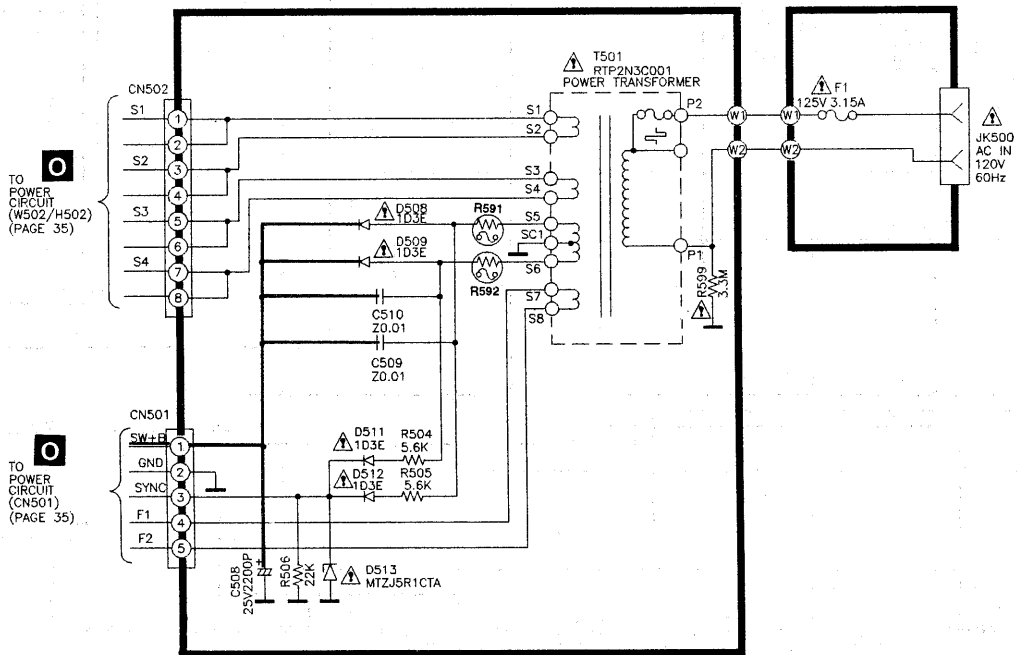 T501
RTP2N3C001
POWER TRANSFORMER
CN502
S1
1
2
S2
3
4
S3
5
6
S4
7
8
TO
O
POWER
CIRCUIT
(W502/H502)
(PAGE 35)
S1
S2
S3
S4
S5
SC1
S6
S7
S8
P2
P1
W1
W1
W2
W2
F1
125V 3.15A
JK500
AC IN
120V
60Hz
R599
3.3M
D508
1D3E
R591
D509
1D3E
R592
C510
Z0.01
C509
Z0.01
CN501
SW+B
1
GND
2
SYNC
3
F1
4
F2
5
TO
O
POWER
CIRCUIT
(CN501)
(PAGE 35)
D511
1D3E
R504
5.6K
D512
1D3E
R505
5.6K
C508
25V2200P
+
R506
22K
D513
MTZJ5R1CTA